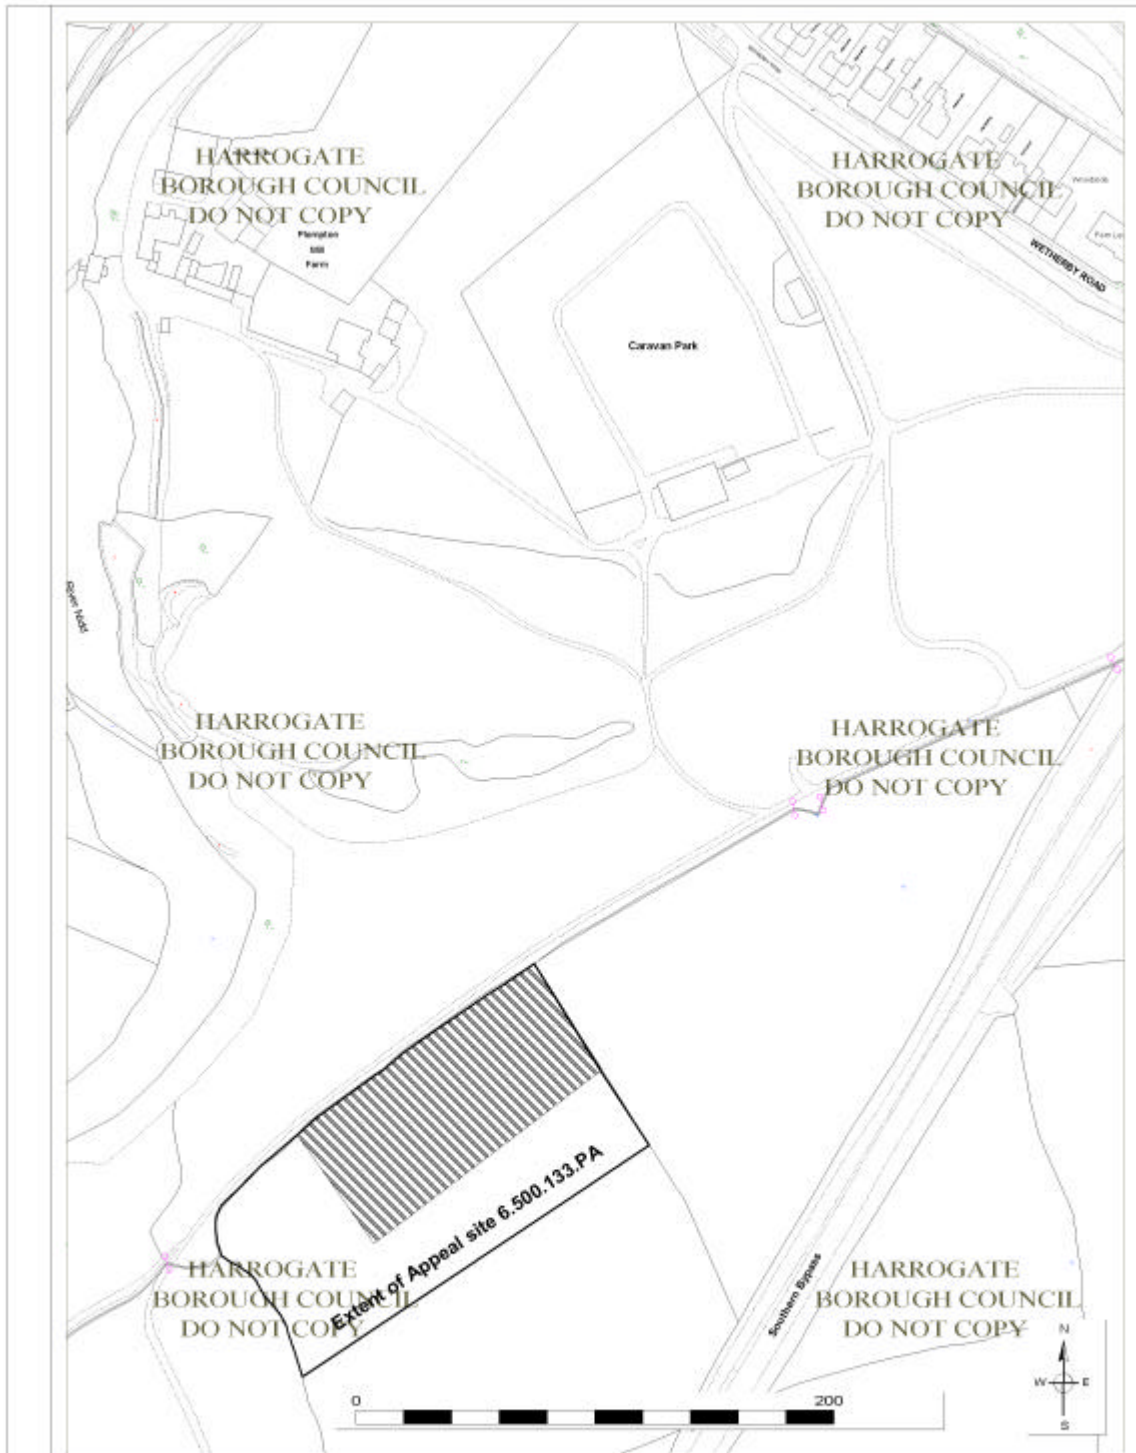 HARROGATE
BOROUGH COUNCIL
DO NOT COPY
HARROGATE
BOROUGH COUNCIL
DO NOT COPY
Plompton
Mill
Farm
Woodside
WETHERBY ROAD
Caravan Park
River Nidd
HARROGATE
BOROUGH COUNCIL
DO NOT COPY
HARROGATE
BOROUGH COUNCIL
DO NOT COPY
Extent of Appeal site 6.500.133.PA
Southern Bypass
HARROGATE
BOROUGH COUNCIL
DO NOT COPY
HARROGATE
BOROUGH COUNCIL
DO NOT COPY
N
W E
S
0 200